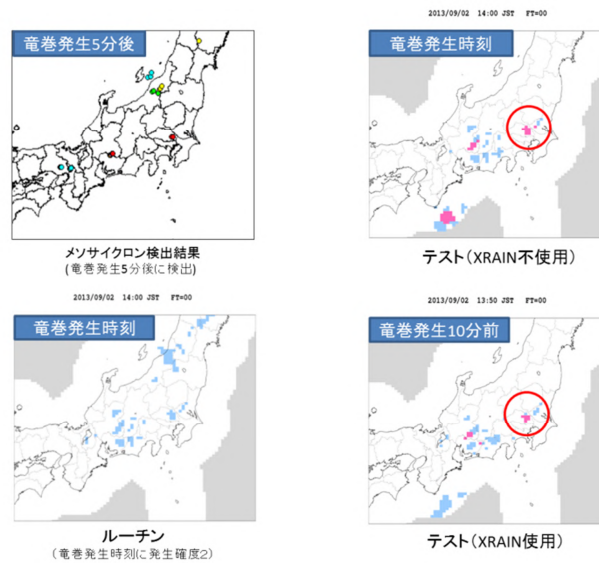 竜巻発生5分後
メソサイクロン検出結果
(竜巻発生5分後に検出)
2013/09/02 14:00 JST FT=00
竜巻発生時刻
テスト(XRAIN不使用)
2013/09/02 14:00 JST FT=00
竜巻発生時刻
ルーチン
(竜巻発生時刻に発生確度2)
2013/09/02 13:50 JST FT=00
竜巻発生10分前
テスト(XRAIN使用)